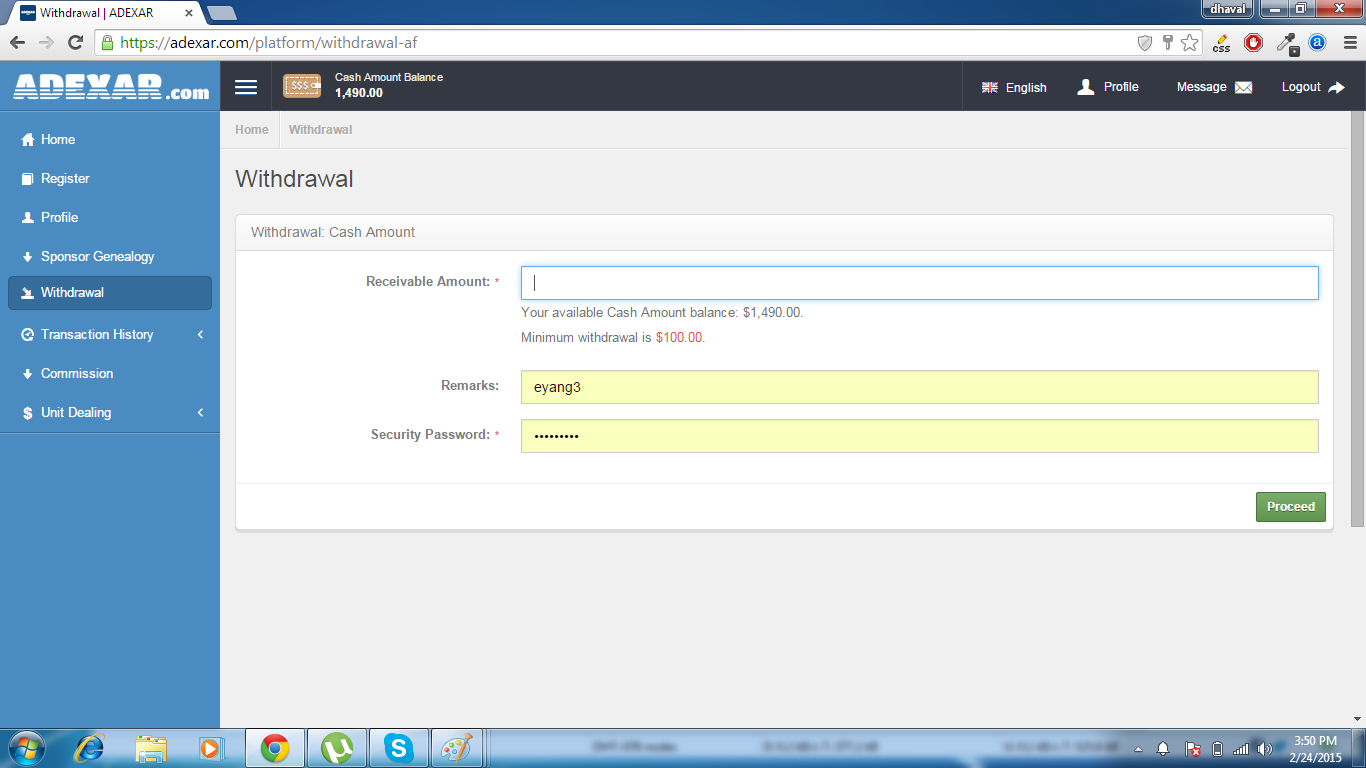 Withdrawal | ADEXAR
dhaval
https://adexar.com/platform/withdrawal-af
css
a
ADEXAR.com
$$$
Cash Amount Balance
1,490.00
English
Profile
Message
Logout
Home
Register
Profile
Sponsor Genealogy
Withdrawal
Transaction History
Commission
$ Unit Dealing
Home
Withdrawal
Withdrawal
Withdrawal: Cash Amount
Receivable Amount: *
Your available Cash Amount balance: $1,490.00.
Minimum withdrawal is $100.00.
Remarks:
eyang3
Security Password: *
•••••••••
Proceed
3:50 PM
2/24/2015